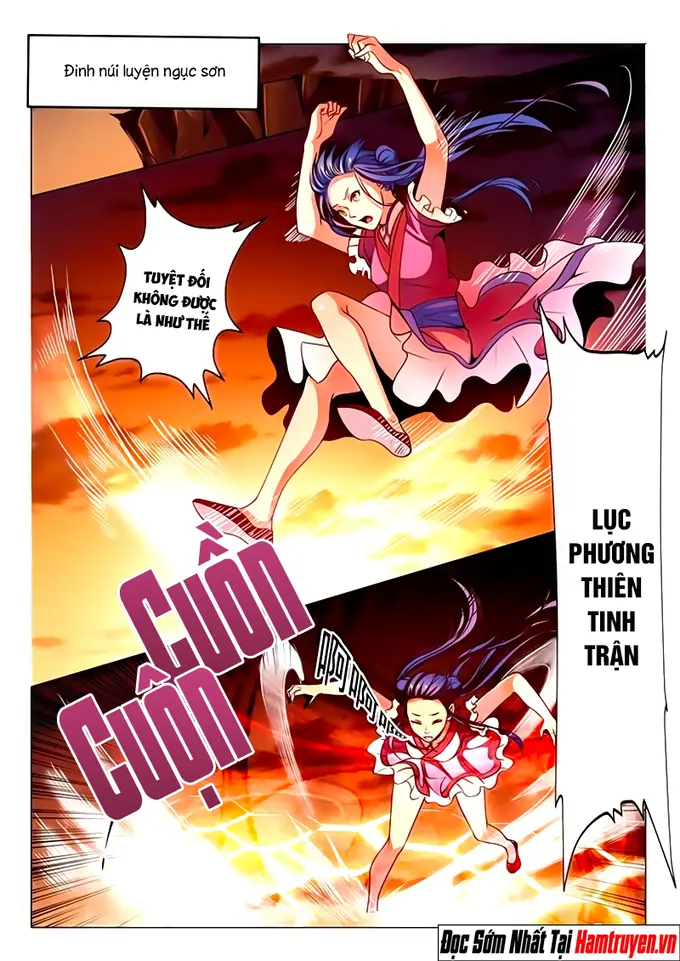 Đỉnh núi luyện ngục sơn
TUYỆT ĐỐI
KHÔNG ĐƯỢC
LÀ NHƯ THẾ
LỤC
PHƯƠNG
THIÊN
TINH
TRẬN
CUỒN
CUỘN
Đọc Sớm Nhất Tại Hamtruyen.vn